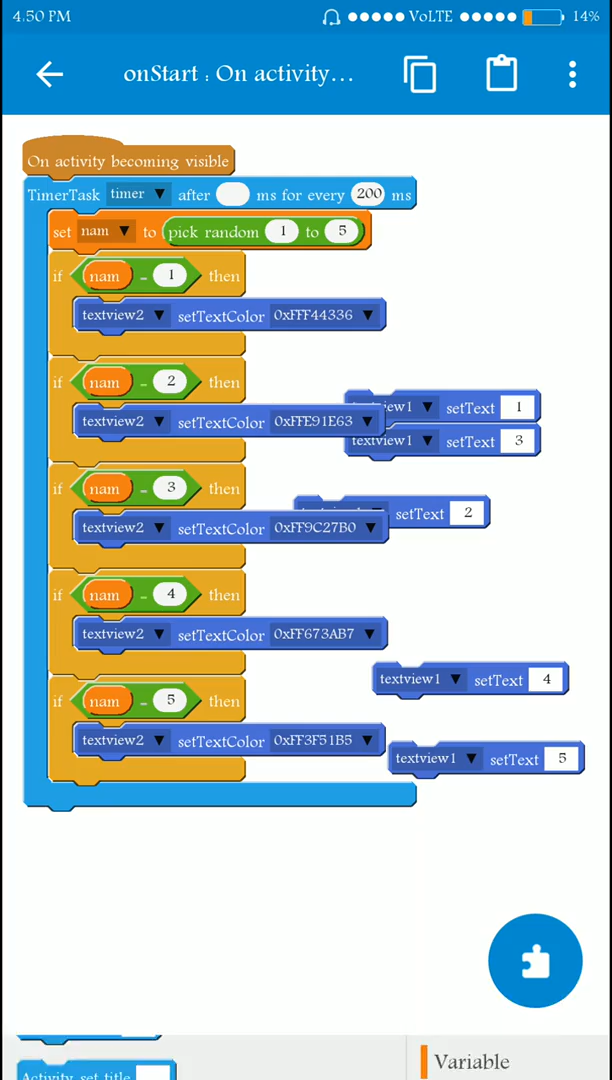 4.50 PM VoLTE 14%
onStart : On activity...
On activity becoming visible
TimerTask timer ▼ after ms for every 200 ms
set nam ▼ to pick random 1 to 5
if nam = 1 then
textview2 ▼ setTextColor 0xFFF44336 ▼
if nam = 2 then
textview1 ▼ setText 1
textview2 ▼ setTextColor 0xFFE91E63 ▼
textview1 ▼ setText 3
if nam = 3 then
setText 2
textview2 ▼ setTextColor 0xFF9C27B0 ▼
if nam = 4 then
textview2 ▼ setTextColor 0xFF673AB7 ▼
textview1 ▼ setText 4
if nam = 5 then
textview2 ▼ setTextColor 0xFF3F51B5 ▼
textview1 ▼ setText 5
Activity set title
Variable